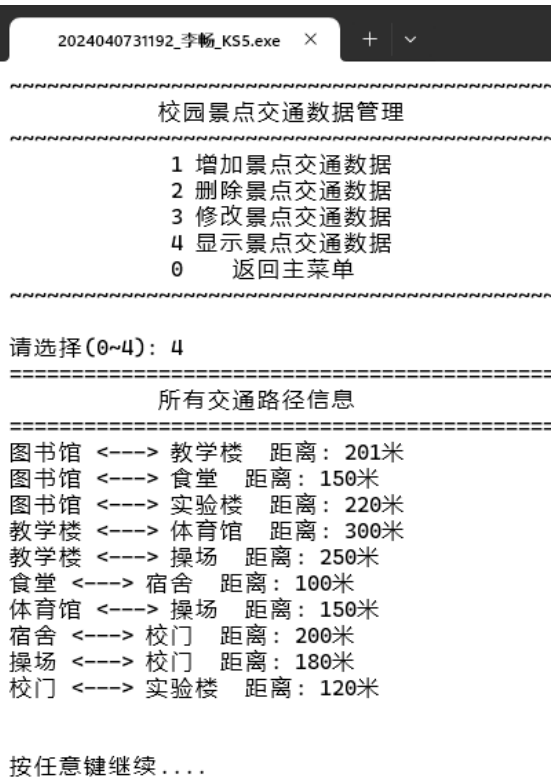 2024040731192_李畅_KS5.exe
~~~~~~~~~~~~~~~~~~~~~~~~~~~~~~~~~~~~~~~~~~~~
校园景点交通数据管理
~~~~~~~~~~~~~~~~~~~~~~~~~~~~~~~~~~~~~~~~~~~~
1 增加景点交通数据
2 删除景点交通数据
3 修改景点交通数据
4 显示景点交通数据
0 返回主菜单
~~~~~~~~~~~~~~~~~~~~~~~~~~~~~~~~~~~~~~~~~~~~
请选择(0~4): 4
============================================
所有交通路径信息
============================================
图书馆 <---> 教学楼 距离: 201米
图书馆 <---> 食堂 距离: 150米
图书馆 <---> 实验楼 距离: 220米
教学楼 <---> 体育馆 距离: 300米
教学楼 <---> 操场 距离: 250米
食堂 <---> 宿舍 距离: 100米
体育馆 <---> 操场 距离: 150米
宿舍 <---> 校门 距离: 200米
操场 <---> 校门 距离: 180米
校门 <---> 实验楼 距离: 120米
按任意键继续....